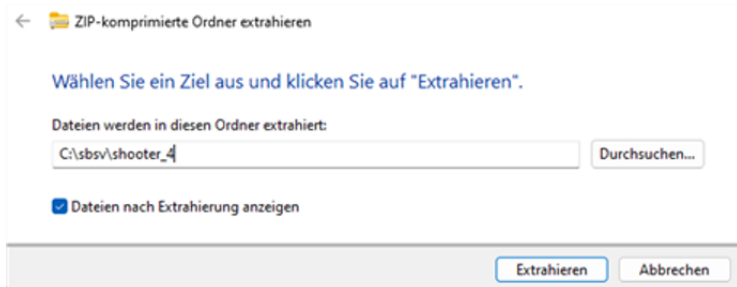 ZIP-komprimierte Ordner extrahieren
Wählen Sie ein Ziel aus und klicken Sie auf "Extrahieren".
Dateien werden in diesen Ordner extrahiert:
C:\sbsv\shooter_4
Durchsuchen...
Dateien nach Extrahierung anzeigen
Extrahieren
Abbrechen